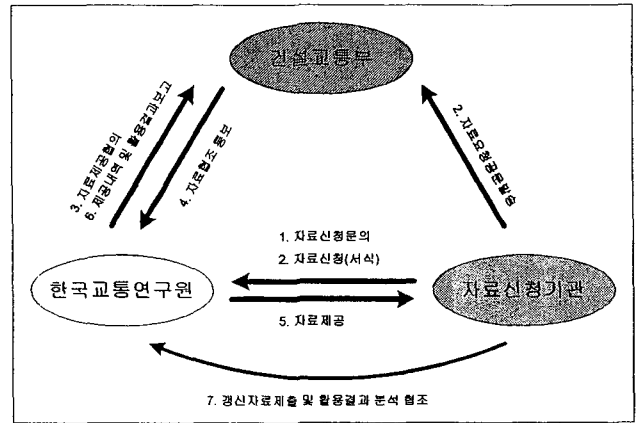 건설교통부
3. 자료제공협의
6. 제공내역 및 활용결과보고
4. 자료협조 통보
2. 자료요청공문발송
1. 자료신청문의
2. 자료신청(서식)
한국교통연구원
자료신청기관
5. 자료제공
7. 갱신자료제출 및 활용결과 분석 협조